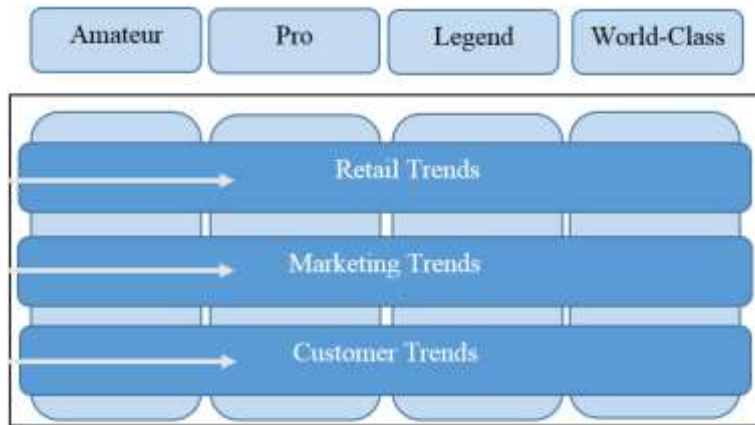 Amateur
Pro
Legend
World-Class
Retail Trends
Marketing Trends
Customer Trends